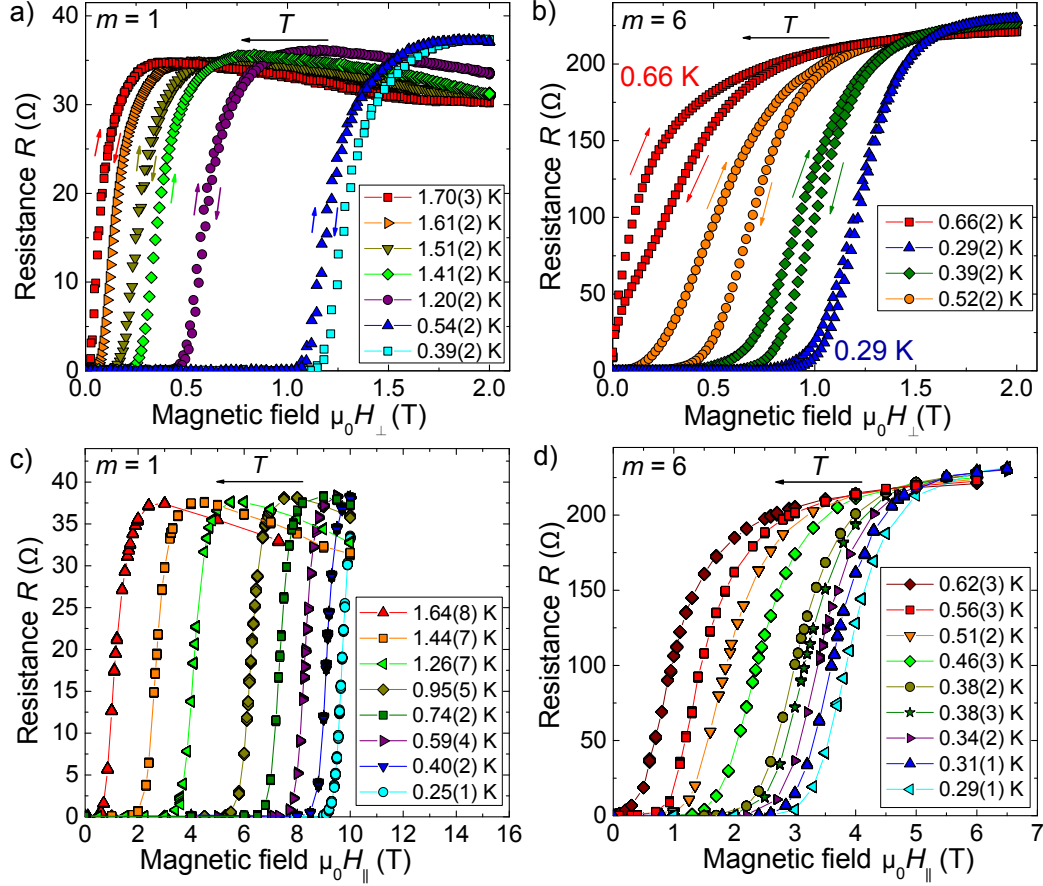 a)
m = 1
T
Resistance R (Ω)
40
30
20
10
0
1.70(3) K
1.61(2) K
1.51(2) K
1.41(2) K
1.20(2) K
0.54(2) K
0.39(2) K
0.0 0.5 1.0 1.5 2.0
Magnetic field μ0H⊥(T)
b)
m = 6
T
0.66 K
Resistance R (Ω)
200
150
100
50
0
0.66(2) K
0.29(2) K
0.39(2) K
0.52(2) K
0.29 K
0.0 0.5 1.0 1.5 2.0
Magnetic field μ0H⊥(T)
c)
m = 1
T
Resistance R (Ω)
40
35
30
25
20
15
10
5
0
1.64(8) K
1.44(7) K
1.26(7) K
0.95(5) K
0.74(2) K
0.59(4) K
0.40(2) K
0.25(1) K
0 2 4 6 8 10 12 14 16
Magnetic field μ0H∥(T)
d)
m = 6
T
Resistance R (Ω)
200
150
100
50
0
0.62(3) K
0.56(3) K
0.51(2) K
0.46(3) K
0.38(2) K
0.38(3) K
0.34(2) K
0.31(1) K
0.29(1) K
0 1 2 3 4 5 6 7
Magnetic field μ0H∥(T)